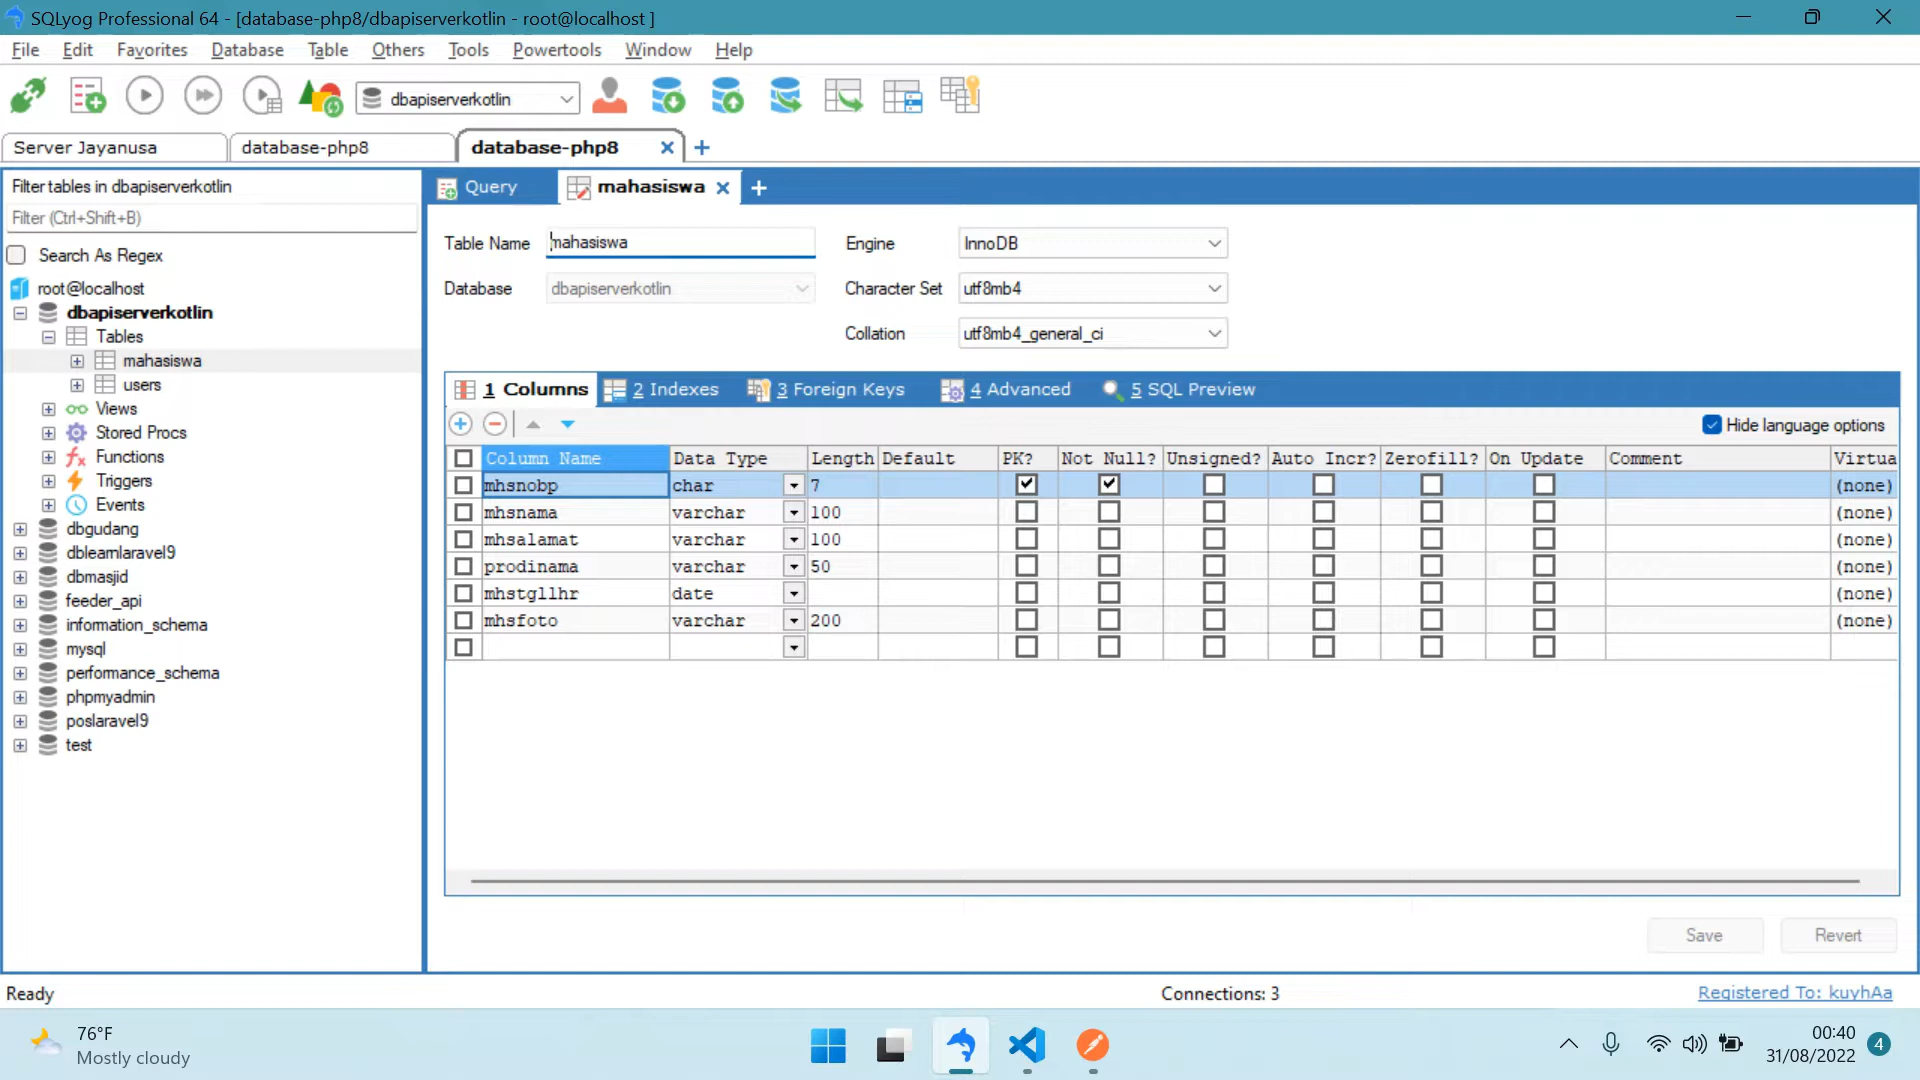 SQLyog Professional 64 - [database-php8/dbapiserverkotlin - root@localhost ]
File Edit Favorites Database Table Others Tools Powertools Window Help
dbapiserverkotlin
Server Jayanusa database-php8 database-php8
Filter tables in dbapiserverkotlin
Filter (Ctrl+Shift+B)
Search As Regex
root@localhost
dbapiserverkotlin
Tables
mahasiswa
users
Views
Stored Procs
Functions
Triggers
Events
dbgudang
dblearnlaravel9
dbmasjid
feeder_api
information_schema
mysql
performance_schema
phpmyadmin
poslaravel9
test
Query mahasiswa
Table Name mahasiswa Engine InnoDB
Database dbapiserverkotlin Character Set utf8mb4
Collation utf8mb4_general_ci
1 Columns 2 Indexes 3 Foreign Keys 4 Advanced 5 SQL Preview
Hide language options
Column Name Data Type Length Default PK? Not Null? Unsigned? Auto Incr? Zerofill? On Update Comment Virtua
mhsnobp char 7 (none)
mhsnama varchar 100 (none)
mhsalamat varchar 100 (none)
prodinama varchar 50 (none)
mhstgllhr date (none)
mhsfoto varchar 200 (none)
Save Revert
Ready Connections: 3 Registered To: kuyhAa
76°F
Mostly cloudy
00:40
31/08/2022
4